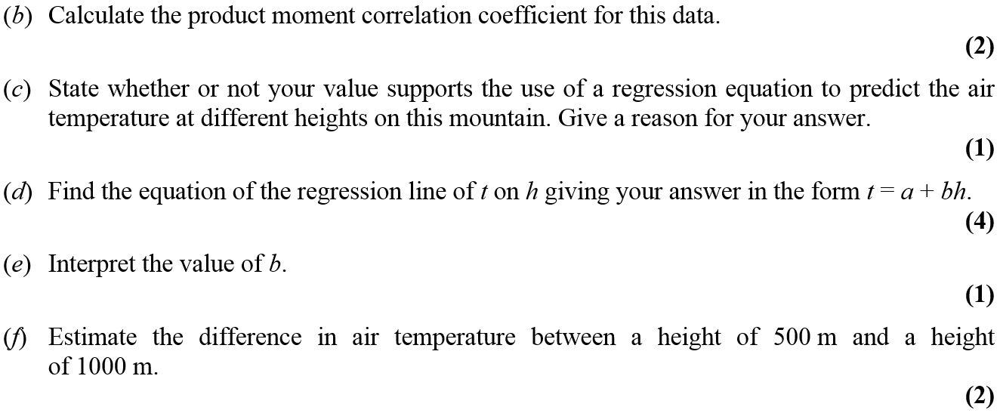 (b) Calculate the product moment correlation coefficient for this data.
(2)
(c) State whether or not your value supports the use of a regression equation to predict the air
temperature at different heights on this mountain. Give a reason for your answer.
(1)
(d) Find the equation of the regression line of t on h giving your answer in the form t = a + bh.
(4)
(e) Interpret the value of b.
(1)
(f) Estimate the difference in air temperature between a height of 500 m and a height
of 1000 m.
(2)